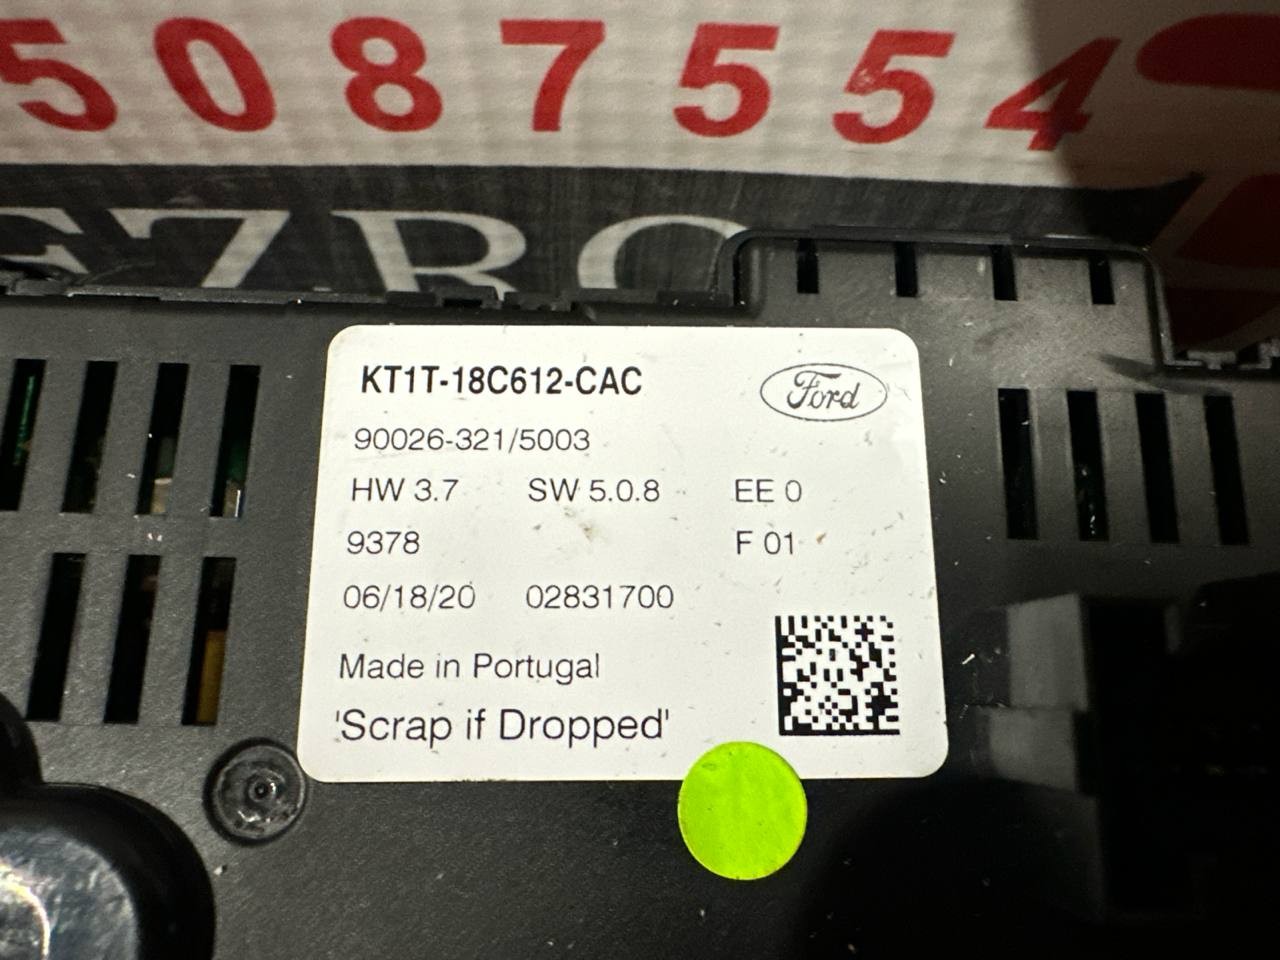 5087554
KT1T-18C612-CAC
Ford
90026-321/5003
HW 3.7 SW 5.0.8 EE 0
9378 F 01
06/18/20 02831700
Made in Portugal
'Scrap if Dropped'